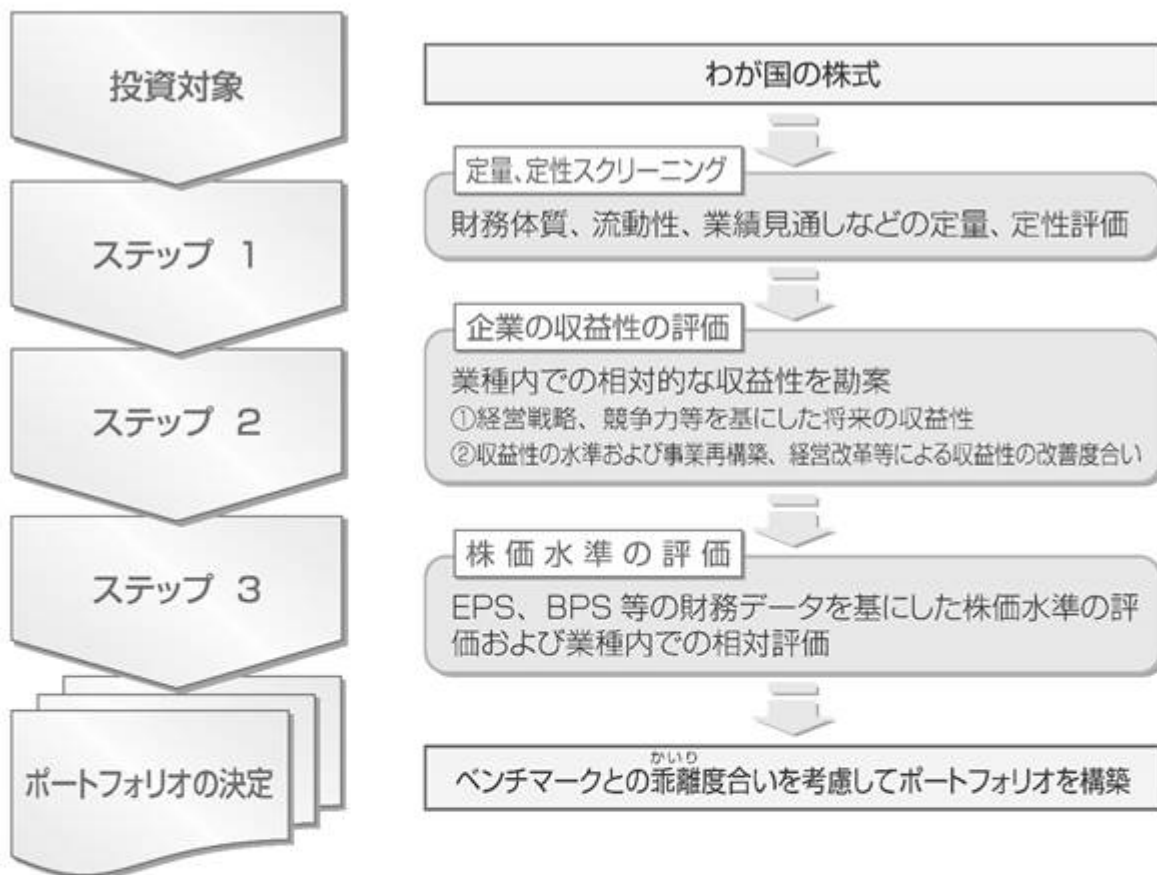 投資対象
わが国の株式
ステップ 1
定量、定性スクリーニング
財務体質、流動性、業績見通しなどの定量、定性評価
ステップ 2
企業の収益性の評価
業種内での相対的な収益性を勘案
①経営戦略、競争力等を基にした将来の収益性
②収益性の水準および事業再構築、経営改革等による収益性の改善度合い
ステップ 3
株価水準の評価
EPS、BPS 等の財務データを基にした株価水準の評
価および業種内での相対評価
ポートフォリオの決定
かいり
ベンチマークとの乖離度合いを考慮してポートフォリオを構築